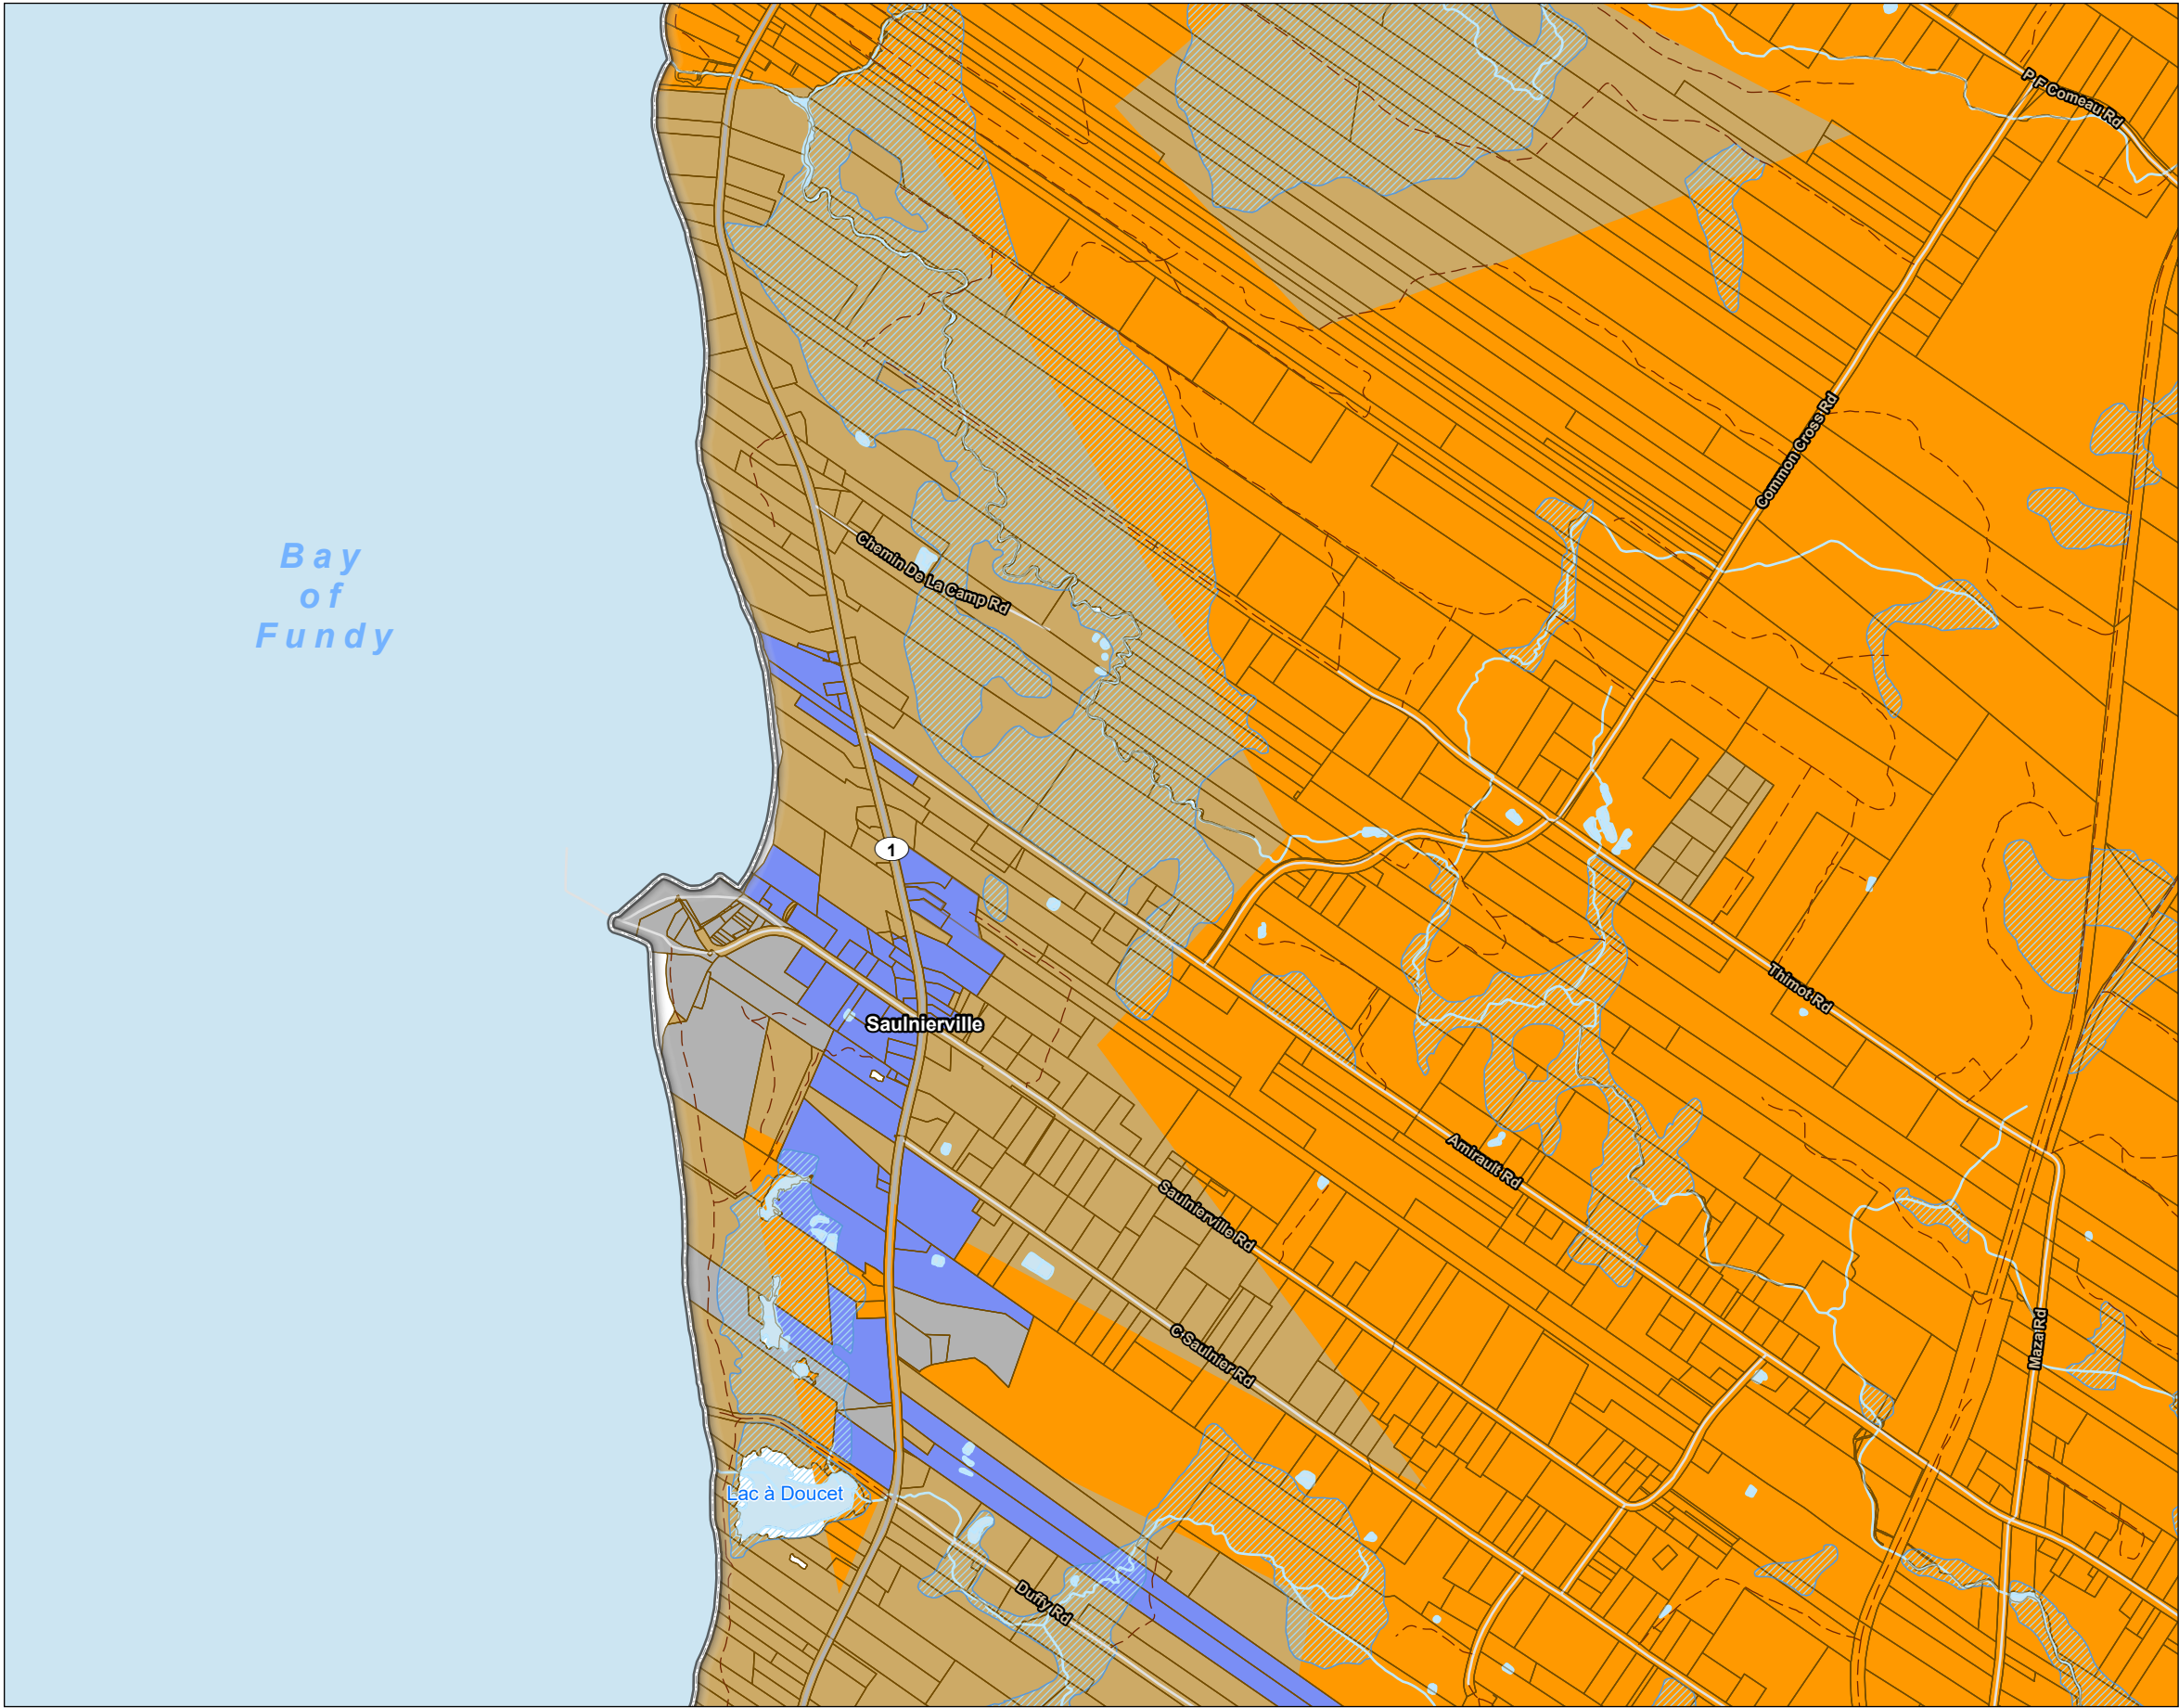 P F Comeau Rd
Common Cross Rd
Bay
of
Fundy
Chemin De La Camp Rd
1
Thimot Rd
Saulnierville
Amirault Rd
Saulnierville Rd
C Saulnier Rd
Maza Rd
Lac à Doucet
Duffy Rd